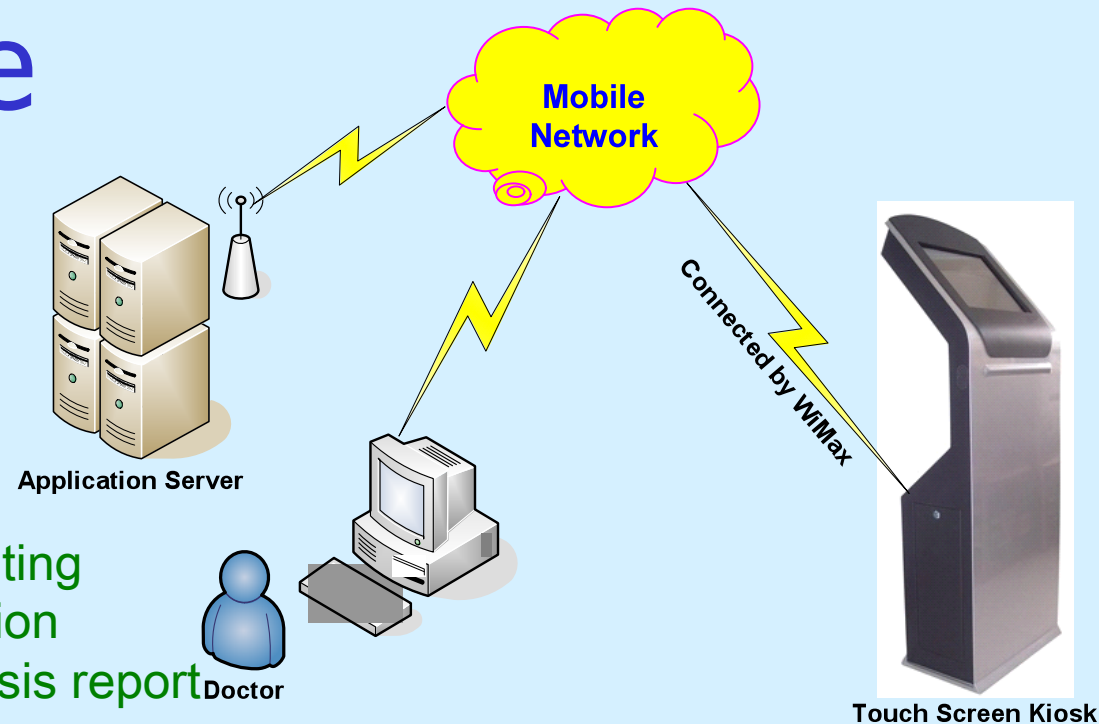 e
Mobile
Network
Connected by WiMax
Application Server
ting
ion
sis report
Doctor
Touch Screen Kiosk